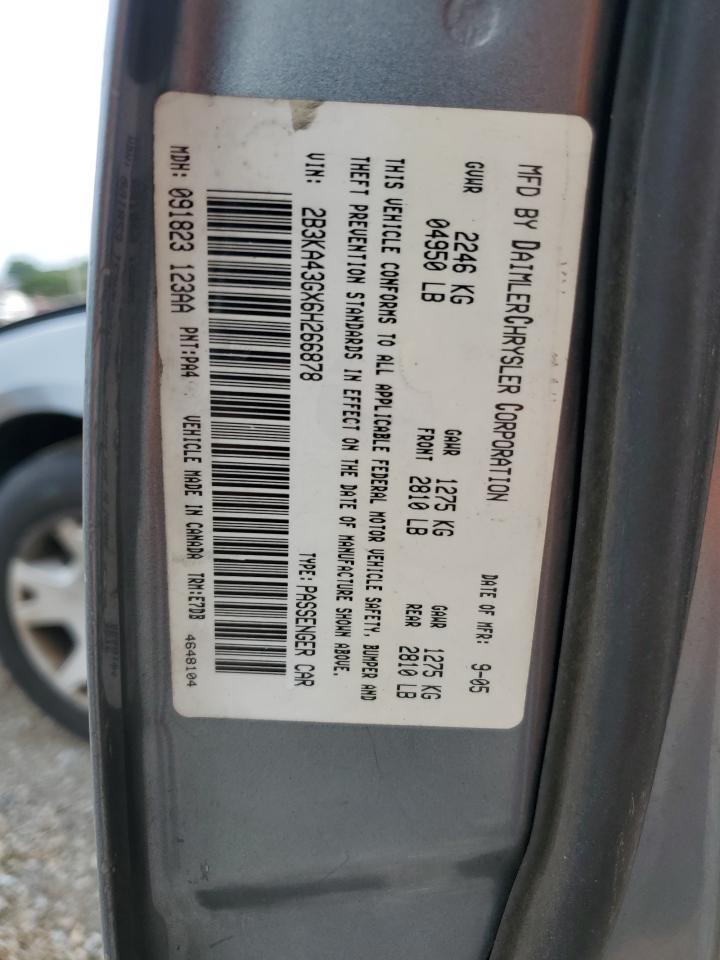 MFD BY DAIMLERCHRYSLER CORPORATION DATE OF MFR: 9-05
GVWR 2246 KG GAWR 1275 KG GAWR 1275 KG
04950 LB FRONT 2810 LB REAR 2810 LB
THIS VEHICLE CONFORMS TO ALL APPLICABLE FEDERAL MOTOR VEHICLE SAFETY, BUMPER AND
THEFT PREVENTION STANDARDS IN EFFECT ON THE DATE OF MANUFACTURE SHOWN ABOVE.
VIN: 2B3KA43GX6H266878 TYPE: PASSENGER CAR
MDH: 091823 123AA PNT:PA4 VEHICLE MADE IN CANADA TRM:E7DB
4648104